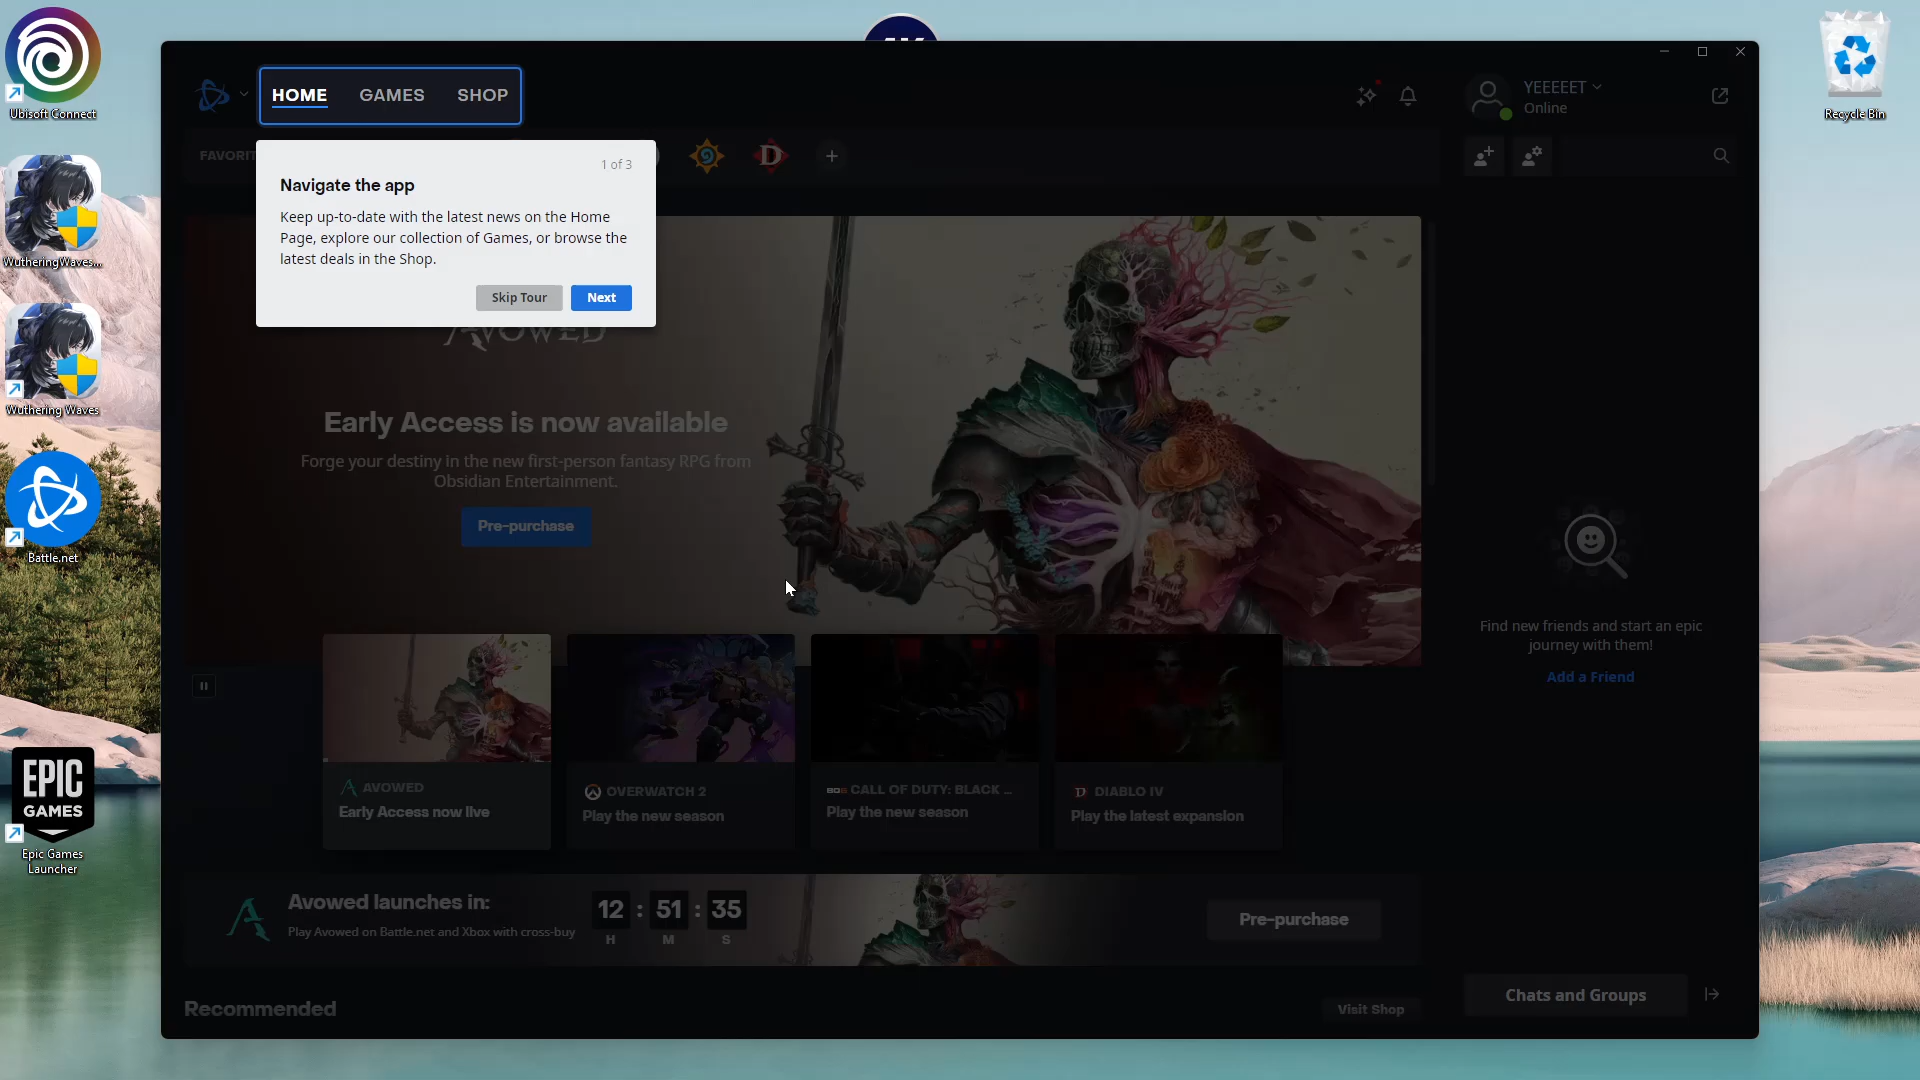 Ubisoft Connect
WutheringWaves...
Wuthering Waves
Battle.net
EPIC
GAMES
Epic Games
Launcher
Recycle Bin
HOME
GAMES
SHOP
YEEEEET
Online
1 of 3
Navigate the app
Keep up-to-date with the latest news on the Home
Page, explore our collection of Games, or browse the
latest deals in the Shop.
Skip Tour
Next
AVOWED
Early Access is now available
Forge your destiny in the new first-person fantasy RPG from
Obsidian Entertainment.
Pre-purchase
AVOWED
Early Access now live
OVERWATCH 2
Play the new season
CALL OF DUTY: BLACK ...
Play the new season
DIABLO IV
Play the latest expansion
Avowed launches in:
Play Avowed on Battle.net and Xbox with cross-buy
12 : 51 : 35
H M S
Pre-purchase
Recommended
Visit Shop
Find new friends and start an epic
journey with them!
Add a Friend
Chats and Groups